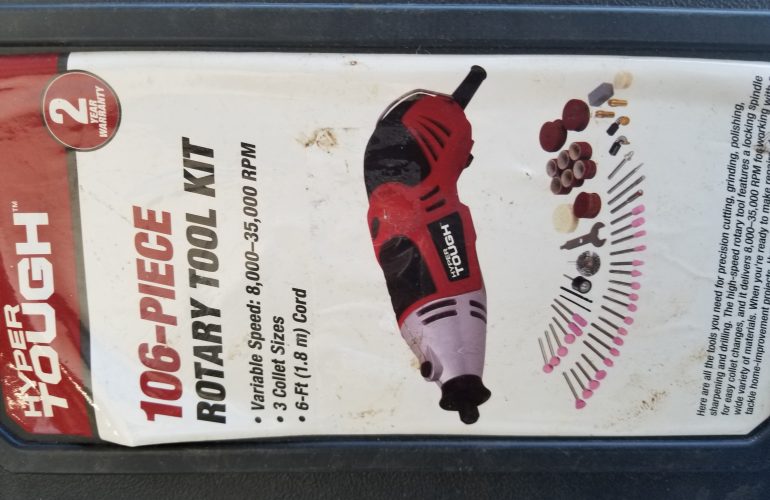 HYPER
TOUGH™
2
YEAR
WARRANTY
106-PIECE
ROTARY TOOL KIT
• Variable Speed: 8,000–35,000 RPM
• 3 Collet Sizes
• 6-Ft (1.8 m) Cord
HYPER
TOUGH
Here are all the tools you need for precision cutting, grinding, polishing,
sharpening and drilling. The high-speed rotary tool features a locking spindle
for easy collet changes, and it delivers 8,000–35,000 RPM for working with a
wide variety of materials. When you're ready to make repairs
tackle home-improvement projects,